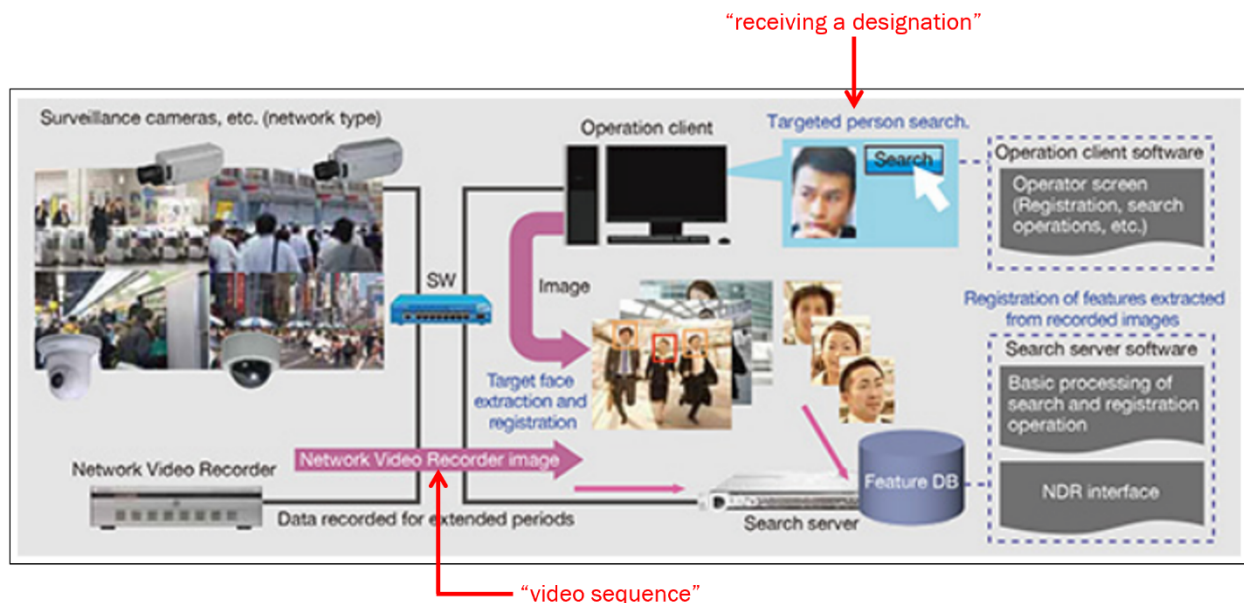 “receiving a designation”
Surveillance cameras, etc. (network type)
Operation client
Targeted person search.
Search
Operation client software
Operator screen
(Registration, search
operations, etc.)
SW
Image
Registration of features extracted
from recorded images
Target face
extraction and
registration
Search server software
Basic processing of
search and registration
operation
Network Video Recorder
Network Video Recorder image
Feature DB
NDR interface
Data recorded for extended periods
Search server
“video sequence”